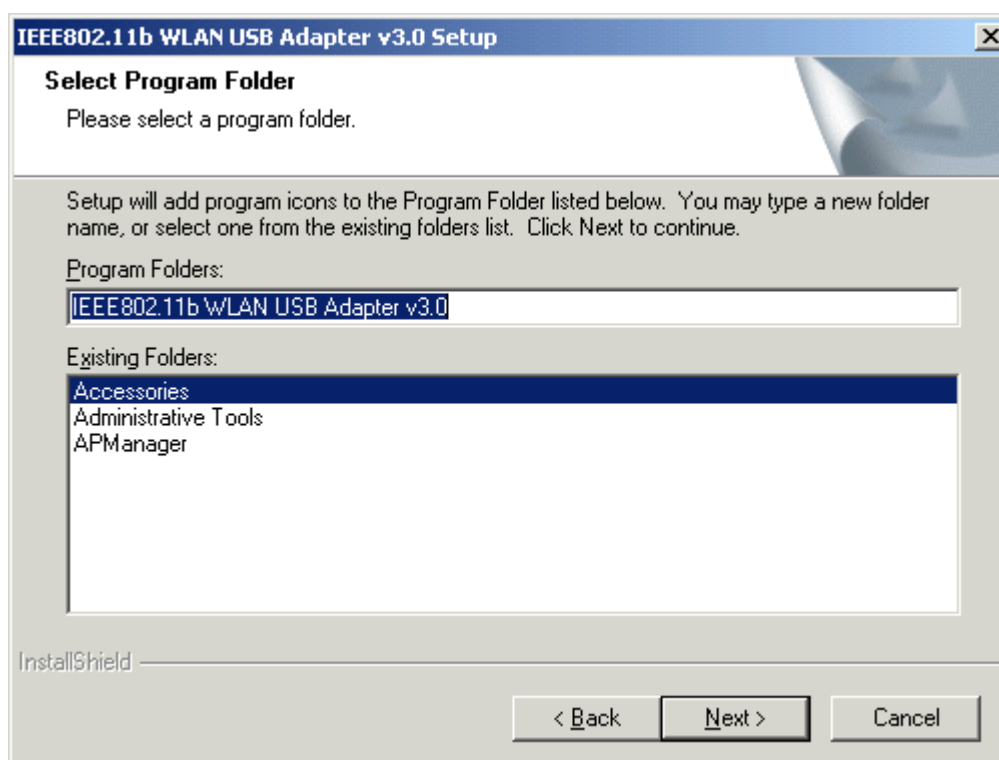 IEEE802.11b WLAN USB Adapter v3.0 Setup
Select Program Folder
Please select a program folder.
Setup will add program icons to the Program Folder listed below.  You may type a new folder
name, or select one from the existing folders list.  Click Next to continue.
Program Folders:
IEEE802.11b WLAN USB Adapter v3.0
Existing Folders:
Accessories
Administrative Tools
APManager
InstallShield
< Back
Next >
Cancel